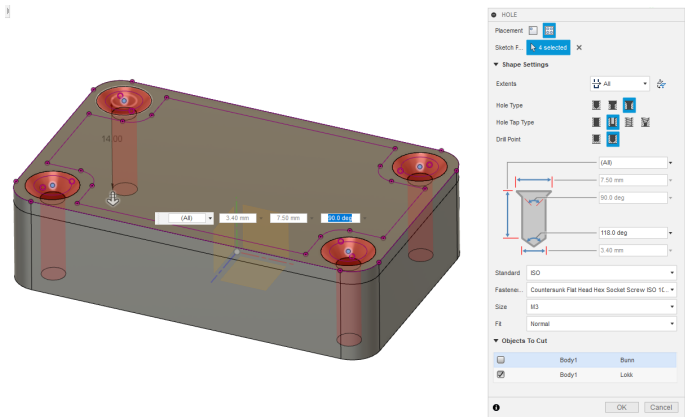 HOLE
Placement
Sketch F... 4 selected
Shape Settings
Extents All
Hole Type
Hole Tap Type
Drill Point
(All)
7.50 mm
90.0 deg
118.0 deg
3.40 mm
Standard ISO
Fastene... Countersunk Flat Head Hex Socket Screw ISO 1(...
Size M3
Fit Normal
Objects To Cut
Body1 Bunn
Body1 Lokk
OK Cancel
14.00
(All) 3.40 mm 7.50 mm 90.0 deg